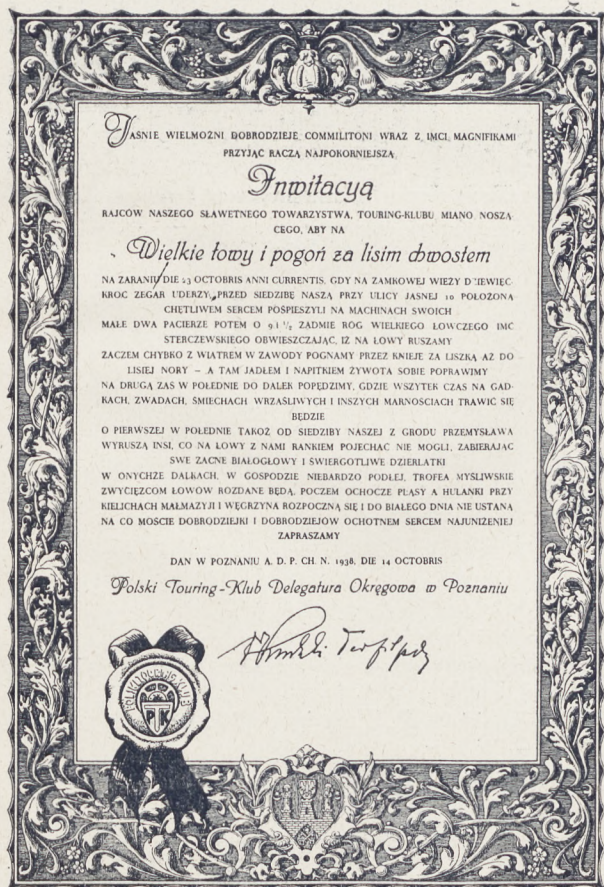 JAŚNIE WIELMOŻNI DOBRODZIEJE COMMILITONI WRAZ Z IMCI MAGNIFIKAMI
PRZYJĄĆ RACZĄ NAJPOKORNIEJSZĄ
Inwitacyą
RAJCÓW NASZEGO SŁAWETNEGO TOWARZYSTWA, TOURING-KLUBU MIANO NOSZĄ-
CEGO, ABY NA
Wielkie łowy i pogoń za lisim chwostem
NA ZARANIU DIE 23 OCTOBRIS ANNI CURRENTIS, GDY NA ZAMKOWEJ WIEŻY DZIEWIĘĆ-
KROĆ ZEGAR UDERZY, PRZED SIEDZIBĘ NASZĄ PRZY ULICY JASNEJ 10 POŁOŻONĄ
CHĘTLIWEM SERCEM POSPIESZYLI NA MACHINACH SWOICH
MAŁE DWA PACIERZE POTEM O 9 I ½ ZADMIE RÓG WIELKIEGO ŁOWCZEGO IMĆ
STERCZEWSKIEGO OBWIESZCZAJĄC, IŻ NA ŁOWY RUSZAMY
ZACZEM CHYBKO Z WIATREM W ZAWODY POGNAMY PRZEZ KNIEJE ZA LISZKĄ AŻ DO
LISIEJ NORY – A TAM JADŁEM I NAPITKIEM ŻYWOTA SOBIE POPRAWIMY
NA DRUGĄ ZAŚ W POŁEDNIE DO DALEK POPĘDZIMY, GDZIE WSZYTEK CZAS NA GAD-
KACH, ZWADACH, ŚMIECHACH WRZAŚLIWYCH I INSZYCH MARNOŚCIACH TRAWIĆ SIĘ
BĘDZIE
O PIERWSZEJ W POŁEDNIE TAKOŻ OD SIEDZIBY NASZEJ Z GRODU PRZEMYSŁAWA
WYRUSZĄ INSI, CO NA ŁOWY Z NAMI RANKIEM POJECHAĆ NIE MOGLI, ZABIERAJĄC
SWE ZACNE BIAŁOGŁOWY I ŚWIERGOTLIWE DZIERLATKI
W ONYCHŻE DALKACH, W GOSPODZIE NIEBARDZO PODŁEJ, TROFEA MYŚLIWSKIE
ZWYCIĘZCOM ŁOWÓW ROZDANE BĘDĄ, POCZEM OCHOCZE PLĄSY A HULANKI PRZY
KIELICHACH MAŁMAZYJI I WĘGRZYNA ROZPOCZNĄ SIĘ I DO BIAŁEGO DNIA NIE USTANĄ
NA CO MOŚCIE DOBRODZIEJKI I DOBRODZIEJÓW OCHOTNEM SERCEM NAJUNIŻENIEJ
ZAPRASZAMY
DAN W POZNANIU A. D. P. CH. N. 1938, DIE 14 OCTOBRIS
Polski Touring-Klub Delegatura Okręgowa w Poznaniu
POLSKI TOURING KLUB
PTK